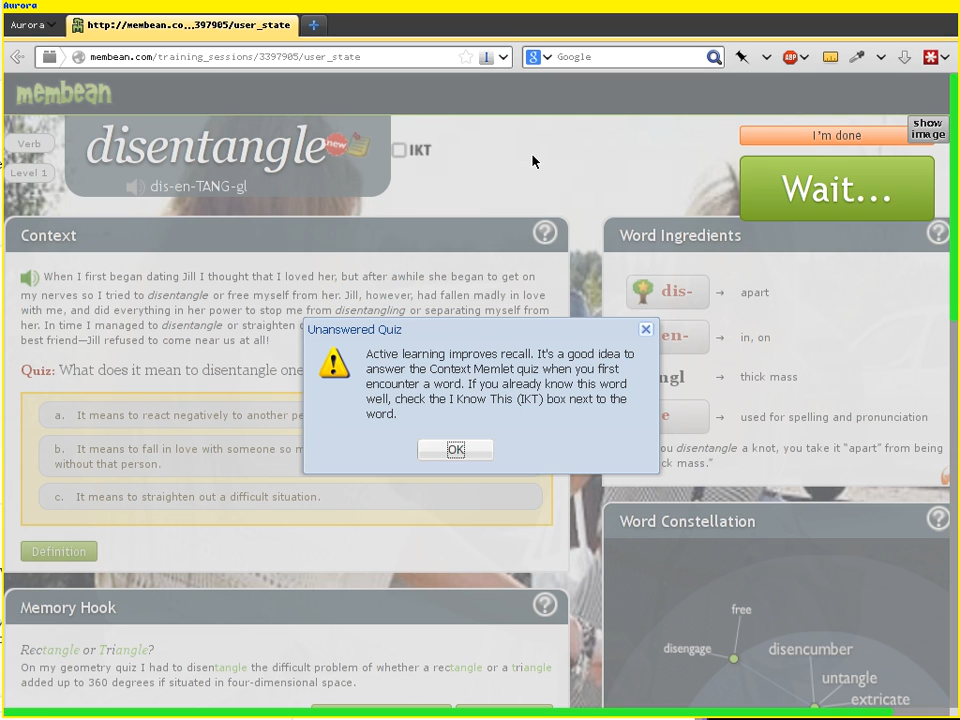 Aurora
Aurora
http://membean.co...397905/user_state
membean.com/training_sessions/3397905/user_state
Google
ABP
membean
show
image
I'm done
Wait...
Verb
Level 1
disentangle
new
IKT
dis-en-TANG-gl
Context
?
When I first began dating Jill I thought that I loved her, but after awhile she began to get on
my nerves so I tried to disentangle or free myself from her. Jill, however, had fallen madly in love
with me, and did everything in her power to stop me from disentangling or separating myself from
her. In time I managed to disentangle or straighten
best friend—Jill refused to come near us at all!
Quiz: What does it mean to disentangle one
a. It means to react negatively to another
b. It means to fall in love with someone so
without that person.
c. It means to straighten out a difficult situation.
Definition
Unanswered Quiz
Active learning improves recall. It's a good idea to
answer the Context Memlet quiz when you first
encounter a word. If you already know this word
well, check the I Know This (IKT) box next to the
word.
OK
Memory Hook
?
Rectangle or Triangle?
On my geometry quiz I had to disentangle the difficult problem of whether a rectangle or a triangle
added up to 360 degrees if situated in four-dimensional space.
Word Ingredients
?
dis- → apart
en- → in, on
ngl → thick mass
e → used for spelling and pronunciation
disentangle a knot, you take it "apart" from being
mass."
Word Constellation
?
free
disengage
disencumber
untangle
extricate